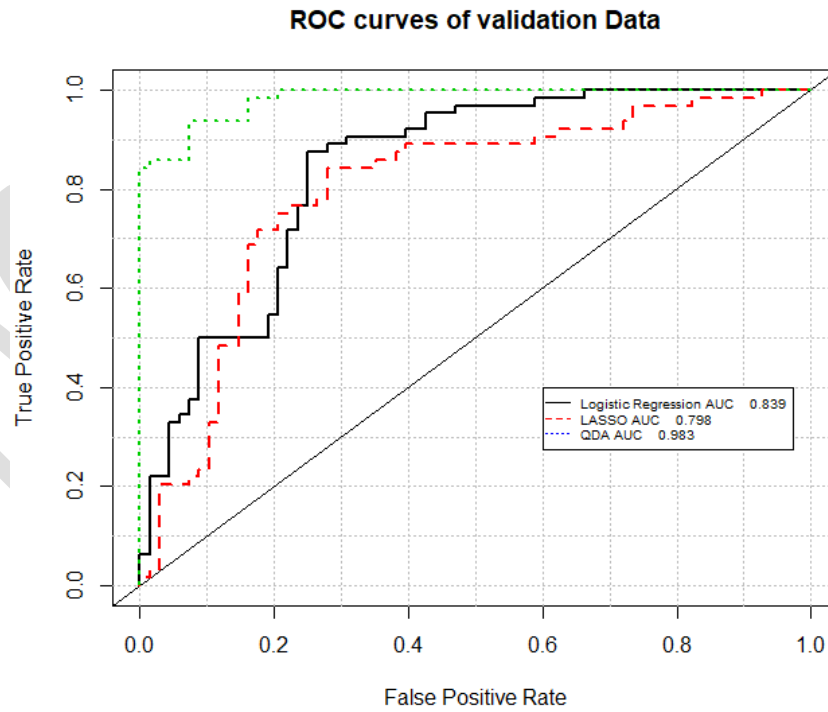 ROC curves of validation Data
True Positive Rate
1.0
0.8
0.6
0.4
0.2
0.0
Logistic Regression AUC 0.839
LASSO AUC 0.798
QDA AUC 0.983
0.0 0.2 0.4 0.6 0.8 1.0
False Positive Rate